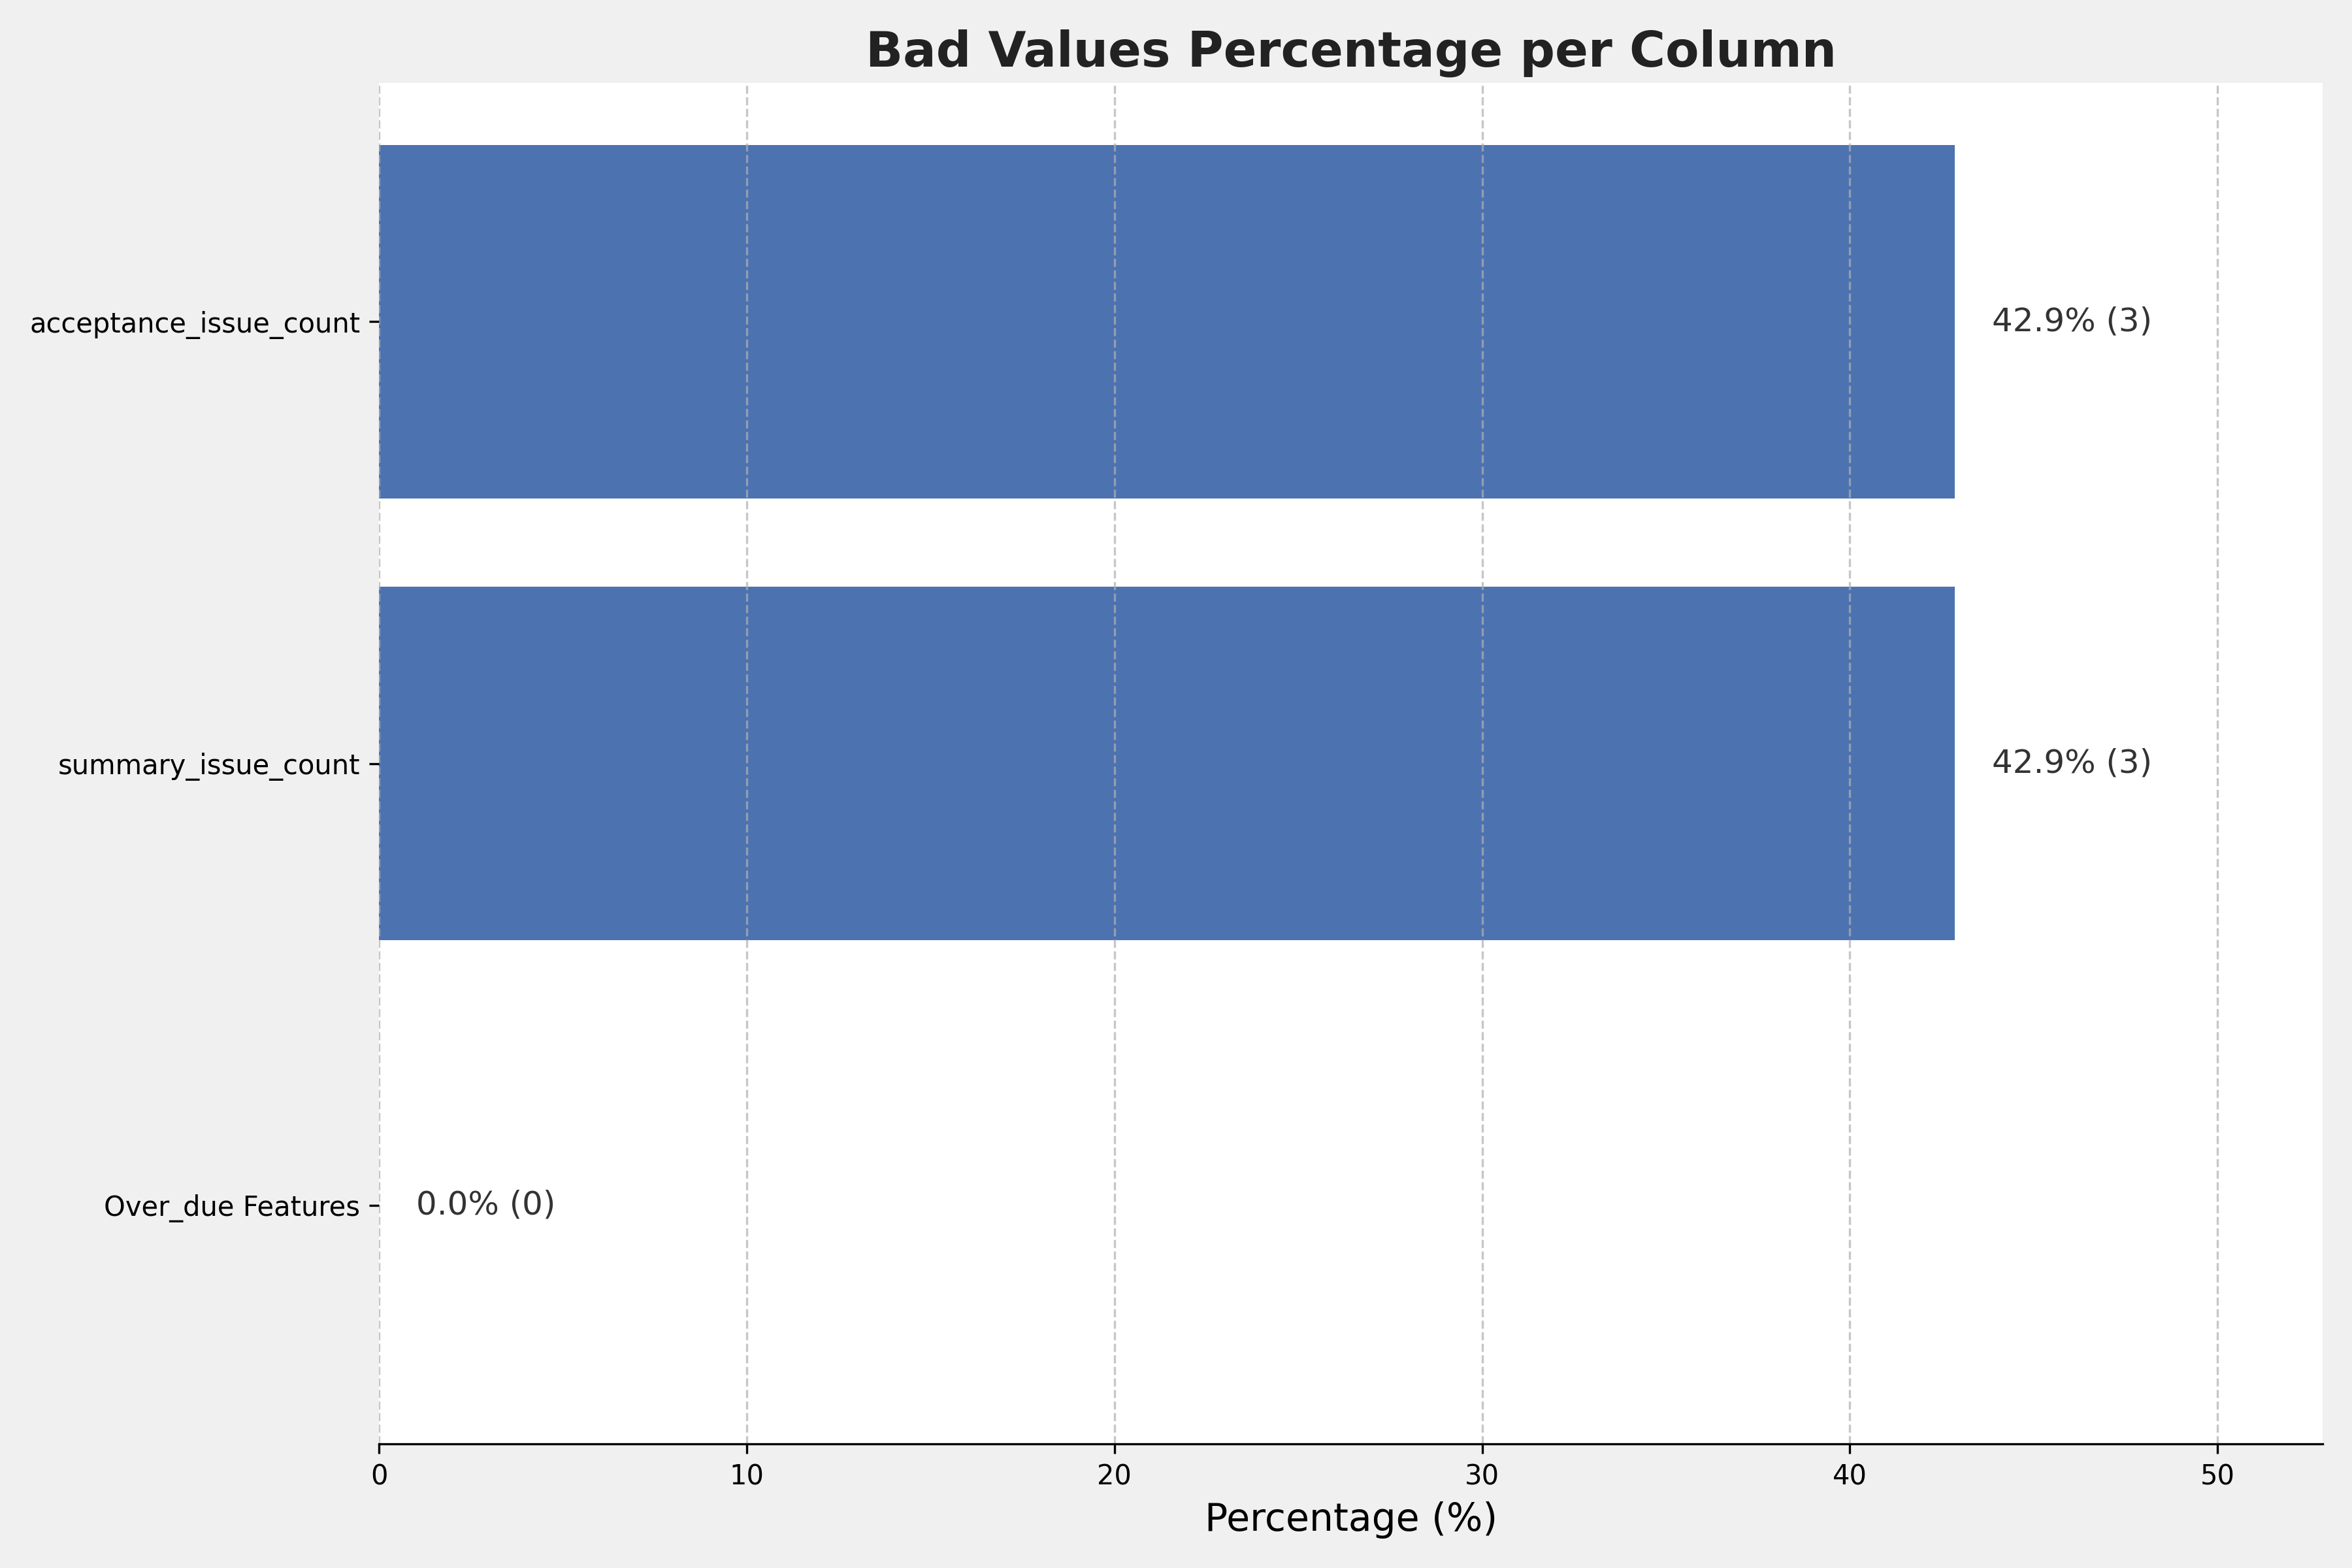 Bad Values Percentage per Column
acceptance_issue_count
42.9% (3)
summary_issue_count
42.9% (3)
Over_due Features
0.0% (0)
0 10 20 30 40 50
Percentage (%)